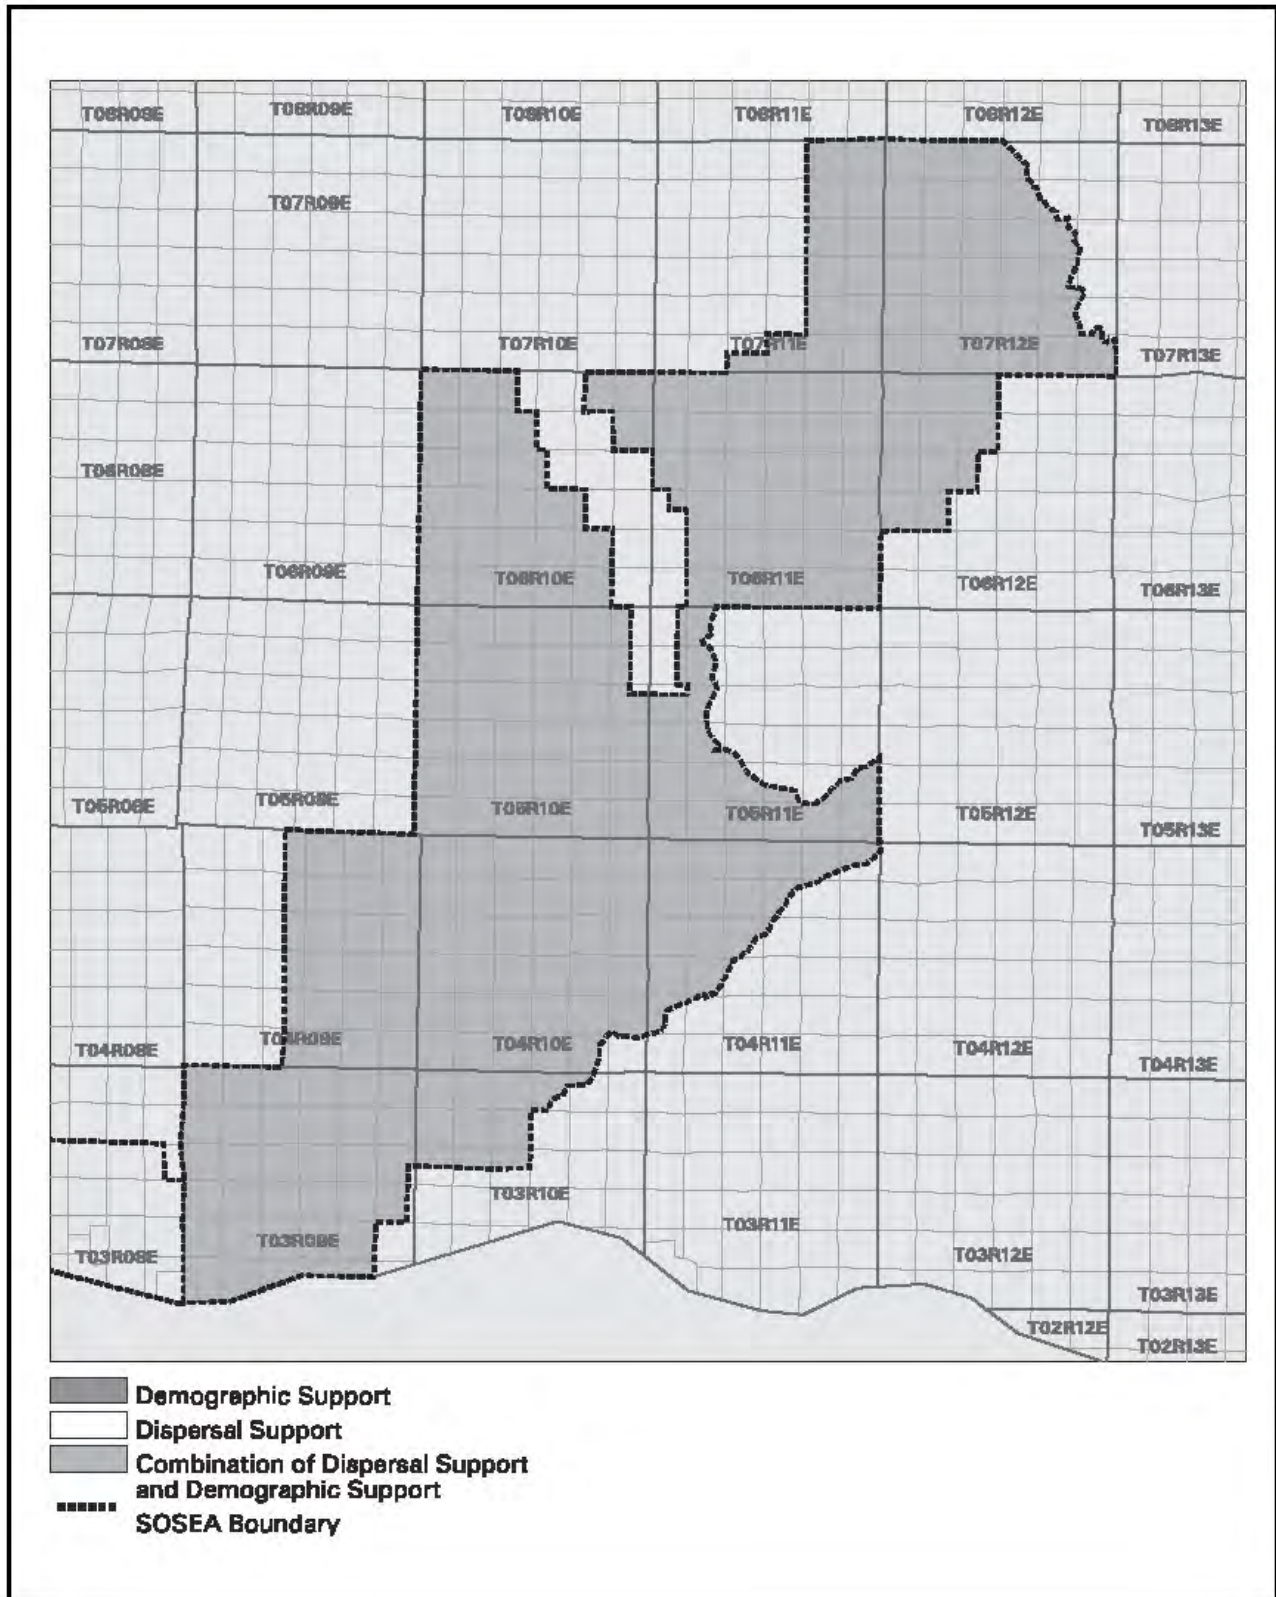 T08R08E
T08R09E
T08R10E
T08R11E
T08R12E
T08R13E
T07R09E
T07R08E
T07R10E
T07R11E
T07R12E
T07R13E
T06R08E
T06R09E
T06R10E
T06R11E
T06R12E
T06R13E
T05R08E
T05R09E
T05R10E
T05R11E
T05R12E
T05R13E
T04R08E
T04R09E
T04R10E
T04R11E
T04R12E
T04R13E
T03R08E
T03R09E
T03R10E
T03R11E
T03R12E
T03R13E
T02R12E
T02R13E
Demographic Support
Dispersal Support
Combination of Dispersal Support
and Demographic Support
SOSEA Boundary